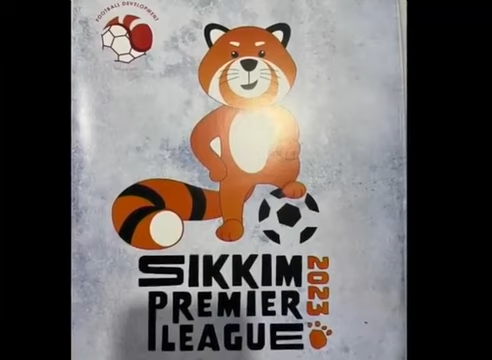 FOOTBALL DEVELOPMENT
SIKKIM
PREMIER
LEAGUE
2023